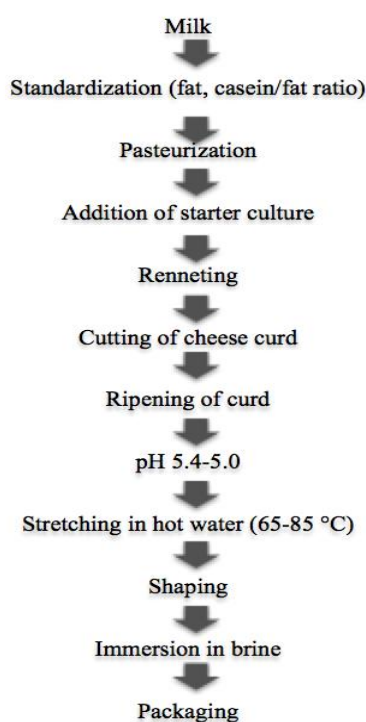 Milk
Standardization (fat, casein/fat ratio)
Pasteurization
Addition of starter culture
Renneting
Cutting of cheese curd
Ripening of curd
pH 5.4-5.0
Stretching in hot water (65-85 °C)
Shaping
Immersion in brine
Packaging